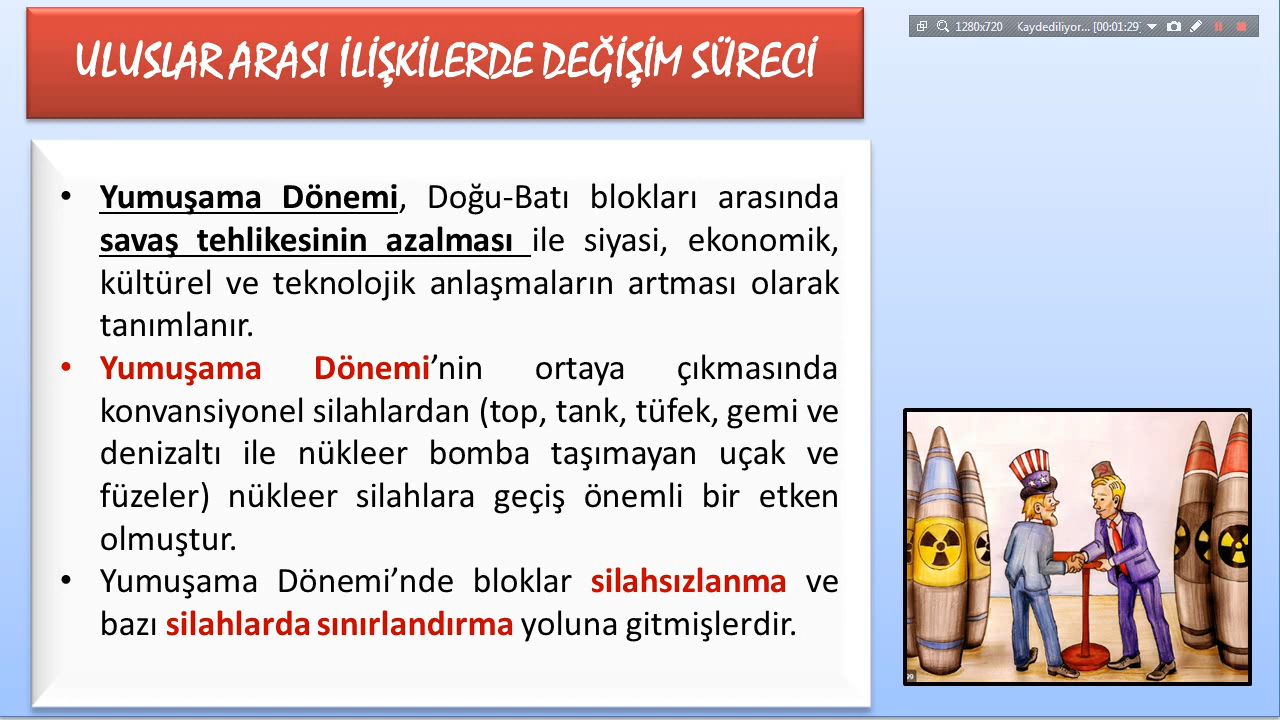 ULUSLAR ARASI İLİŞKİLERDE DEĞİŞİM SÜRECİ
1280x720 Kaydediliyor... [00:01:29]
• Yumuşama Dönemi, Doğu-Batı blokları arasında
savaş tehlikesinin azalması ile siyasi, ekonomik,
kültürel ve teknolojik anlaşmaların artması olarak
tanımlanır.
• Yumuşama Dönemi’nin ortaya çıkmasında
konvansiyonel silahlardan (top, tank, tüfek, gemi ve
denizaltı ile nükleer bomba taşımayan uçak ve
füzeler) nükleer silahlara geçiş önemli bir etken
olmuştur.
• Yumuşama Dönemi’nde bloklar silahsızlanma ve
bazı silahlarda sınırlandırma yoluna gitmişlerdir.